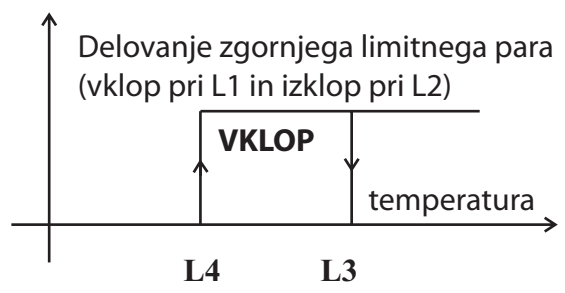 Delovanje zgornjega limitnega para
(vklop pri L1 in izklop pri L2)
VKLOP
temperatura
L4 L3